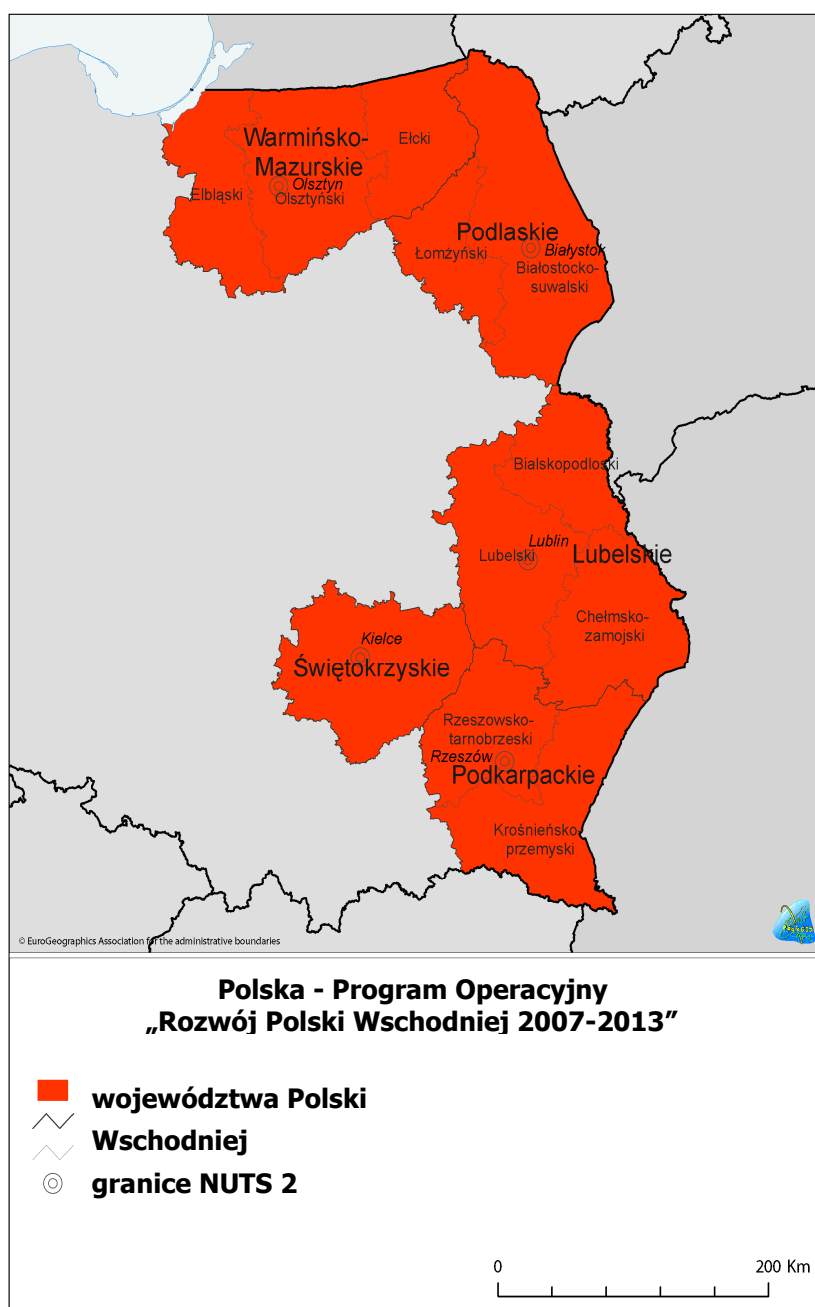 Warmińsko-
Mazurskie
Ełcki
Olsztyn
Elbląski
Olsztyński
Podlaskie
Łomżyński
Białystok
Białostocko-
suwalski
Bialskopodloski
Lublin
Lubelski
Lubelskie
Chełmsko-
zamojski
Kielce
Świętokrzyskie
Rzeszowsko-
tarnobrzeski
Rzeszów
Podkarpackie
Krośnieńsko-
przemyski
© EuroGeographics Association for the administrative boundaries
Polska - Program Operacyjny
„Rozwój Polski Wschodniej 2007-2013”
województwa Polski
Wschodniej
granice NUTS 2
0 200 Km